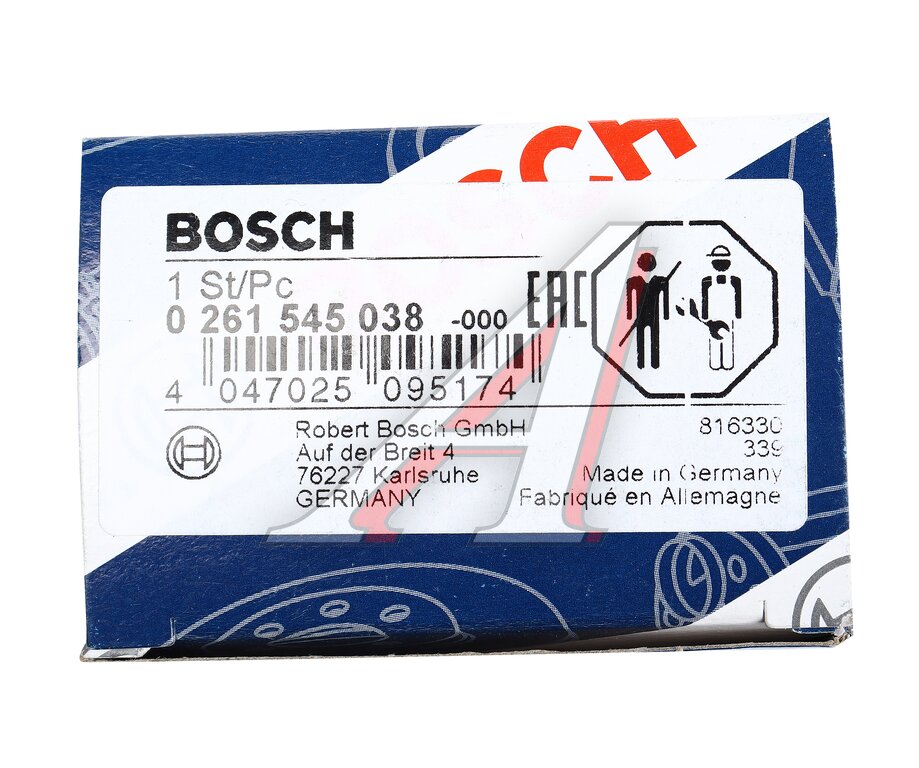 BOSCH
BOSCH
1 St/Pc
0 261 545 038 -000 EAC
4 047025 095174
Robert Bosch GmbH 816330
Auf der Breit 4 339
76227 Karlsruhe Made in Germany
GERMANY Fabriqué en Allemagne